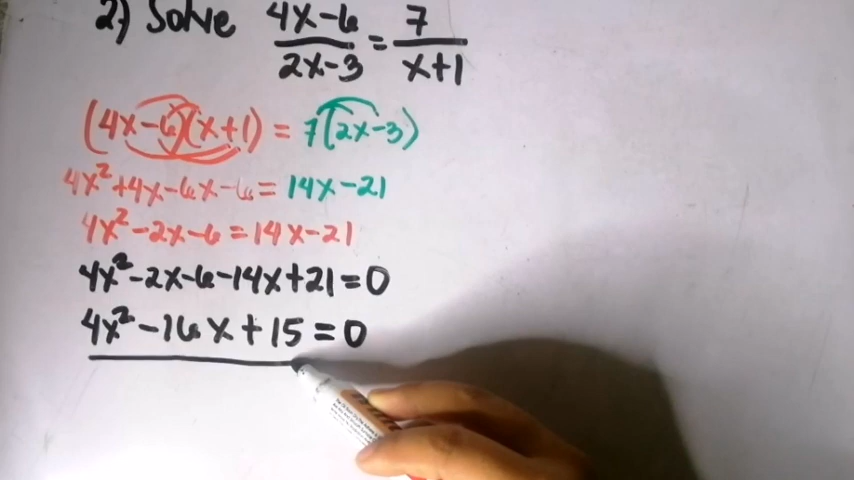 2.) Solve 4x-6/2x-3 = 7/x+1
(4x-6)(x+1) = 7(2x-3)
4x²+4x-6x-6 = 14x-21
4x²-2x-6=14x-21
4x²-2x-6-14x+21=0
4x²-16x+15=0